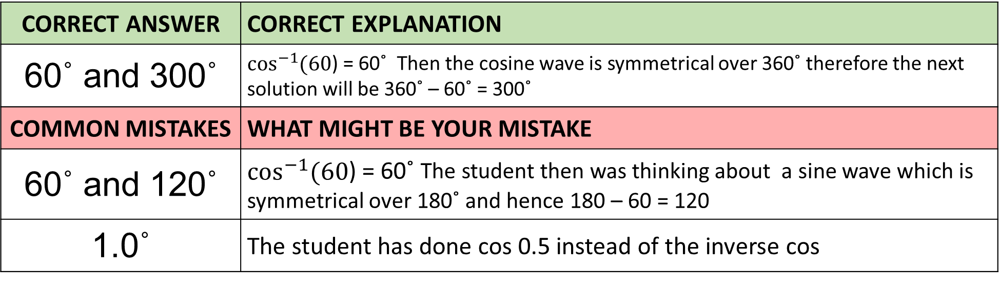 CORRECT ANSWER
CORRECT EXPLANATION
60˚ and 300˚
cos⁻¹(60) = 60˚ Then the cosine wave is symmetrical over 360˚ therefore the next
solution will be 360˚ – 60˚ = 300˚
COMMON MISTAKES
WHAT MIGHT BE YOUR MISTAKE
60˚ and 120˚
cos⁻¹(60) = 60˚ The student then was thinking about a sine wave which is
symmetrical over 180˚ and hence 180 – 60 = 120
1.0˚
The student has done cos 0.5 instead of the inverse cos